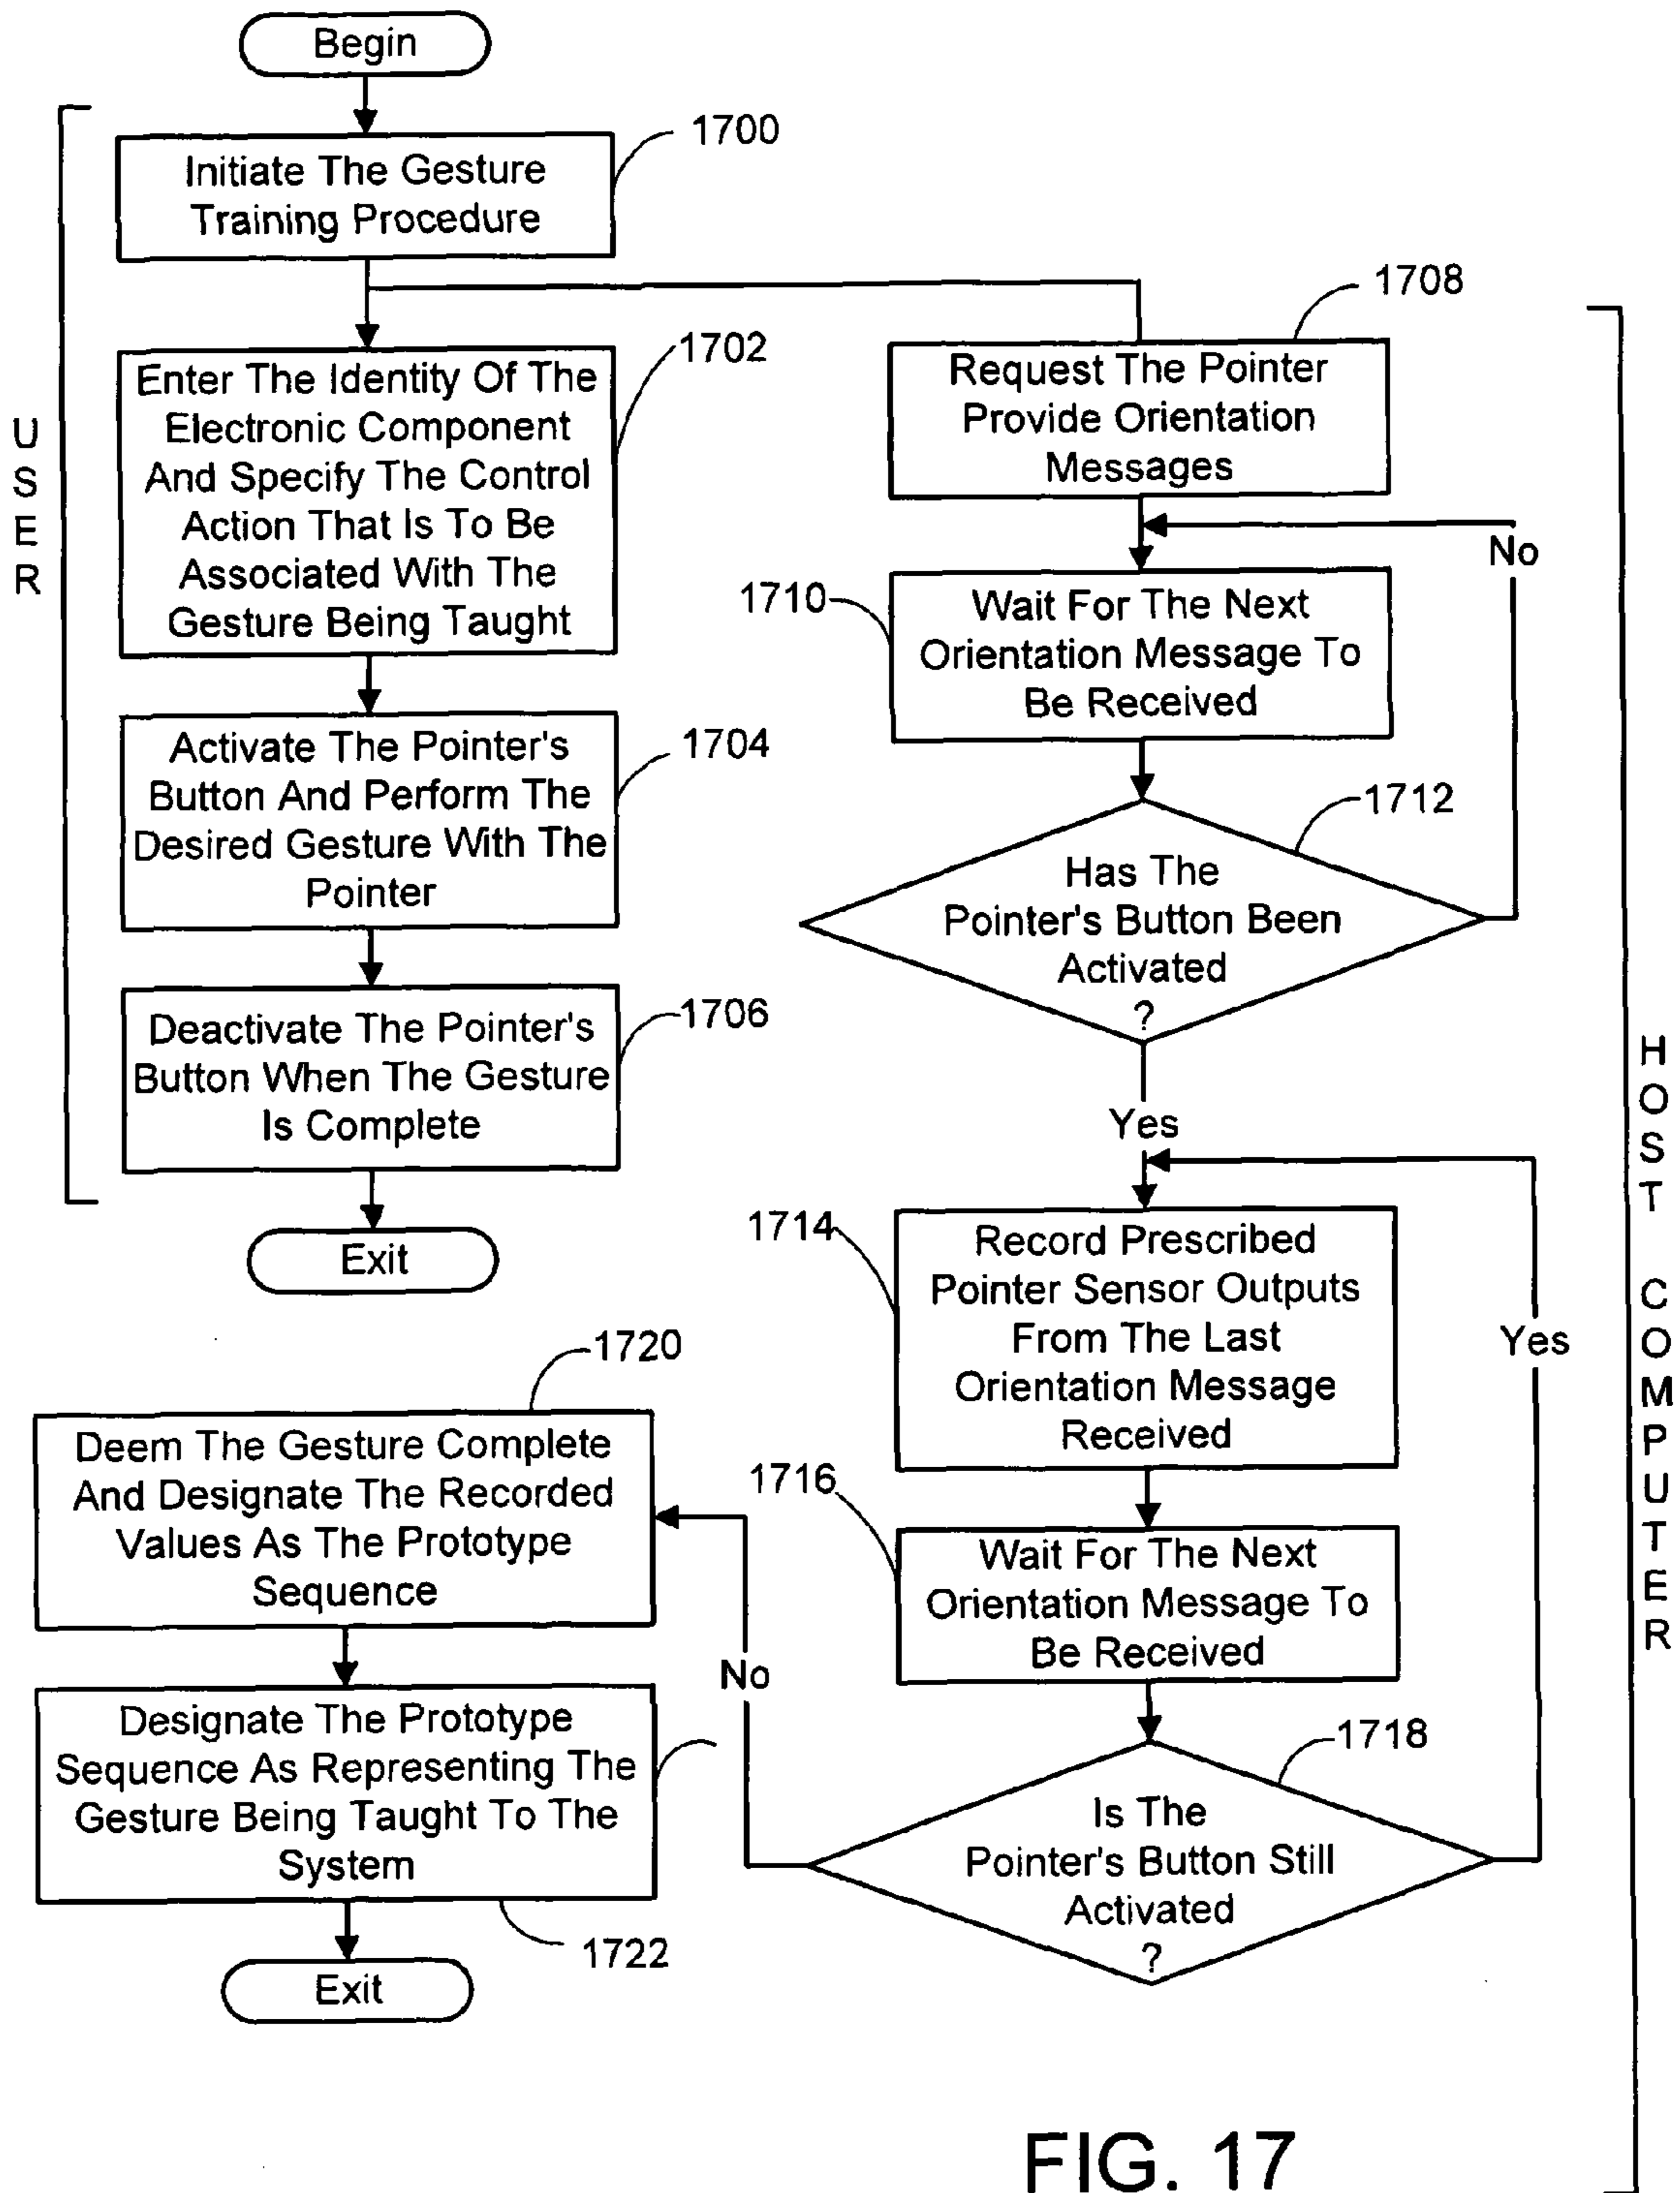 Begin
1700
Initiate The Gesture
Training Procedure
1702
Enter The Identity Of The
Electronic Component
And Specify The Control
Action That Is To Be
Associated With The
Gesture Being Taught
1704
Activate The Pointer's
Button And Perform The
Desired Gesture With The
Pointer
1706
Deactivate The Pointer's
Button When The Gesture
Is Complete
Exit
USER
1708
Request The Pointer
Provide Orientation
Messages
No
1710
Wait For The Next
Orientation Message To
Be Received
1712
Has The
Pointer's Button Been
Activated
?
Yes
1714
Record Prescribed
Pointer Sensor Outputs
From The Last
Orientation Message
Received
Yes
1716
Wait For The Next
Orientation Message To
Be Received
1718
Is The
Pointer's Button Still
Activated
?
No
1720
Deem The Gesture Complete
And Designate The Recorded
Values As The Prototype
Sequence
Designate The Prototype
Sequence As Representing The
Gesture Being Taught To The
System
1722
Exit
HOST COMPUTER
FIG. 17